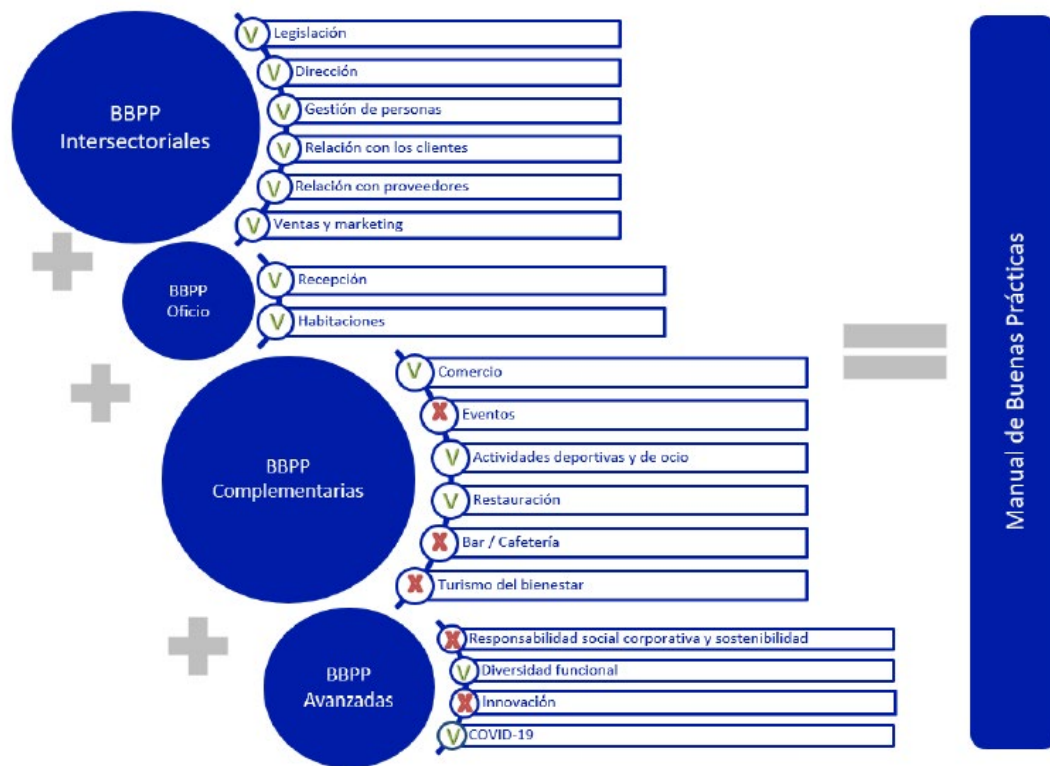 BBPP
Intersectoriales
V Legislación
V Dirección
V Gestión de personas
V Relación con los clientes
V Relación con proveedores
V Ventas y marketing
BBPP
Oficio
V Recepción
V Habitaciones
BBPP
Complementarias
V Comercio
X Eventos
V Actividades deportivas y de ocio
V Restauración
X Bar / Cafetería
X Turismo del bienestar
BBPP
Avanzadas
X Responsabilidad social corporativa y sostenibilidad
V Diversidad funcional
X Innovación
V COVID-19
Manual de Buenas Prácticas